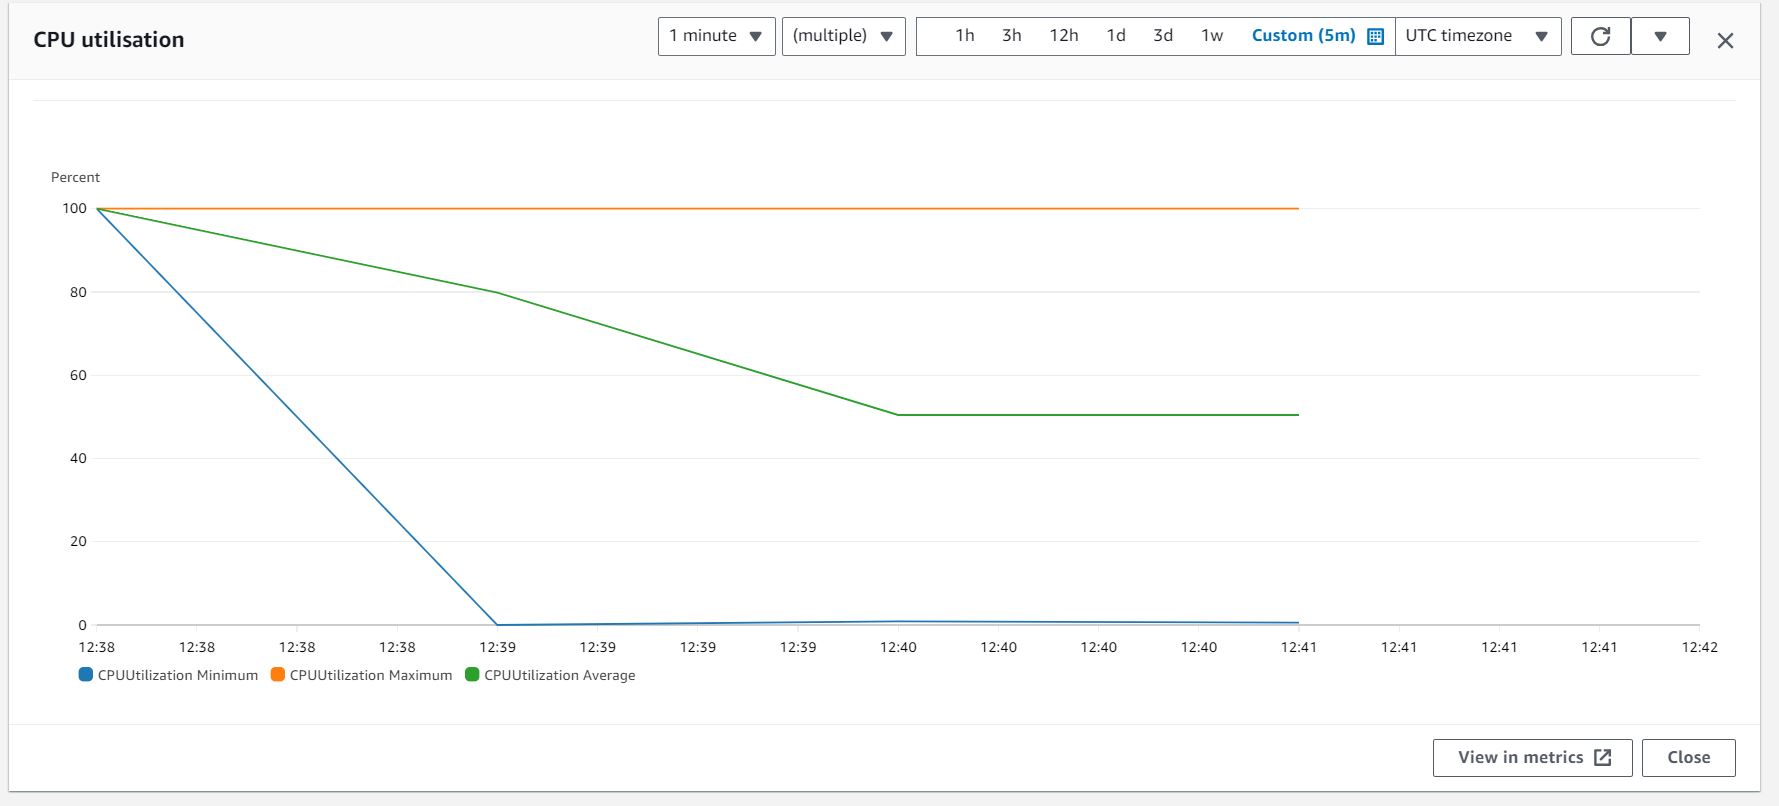 CPU utilisation
1 minute
(multiple)
1h 3h 12h 1d 3d 1w Custom (5m)
UTC timezone
Percent
100
80
60
40
20
0
12:38 12:38 12:38 12:38 12:39 12:39 12:39 12:39 12:40 12:40 12:40 12:40 12:41 12:41 12:41 12:41 12:42
CPUUtilization Minimum CPUUtilization Maximum CPUUtilization Average
View in metrics
Close